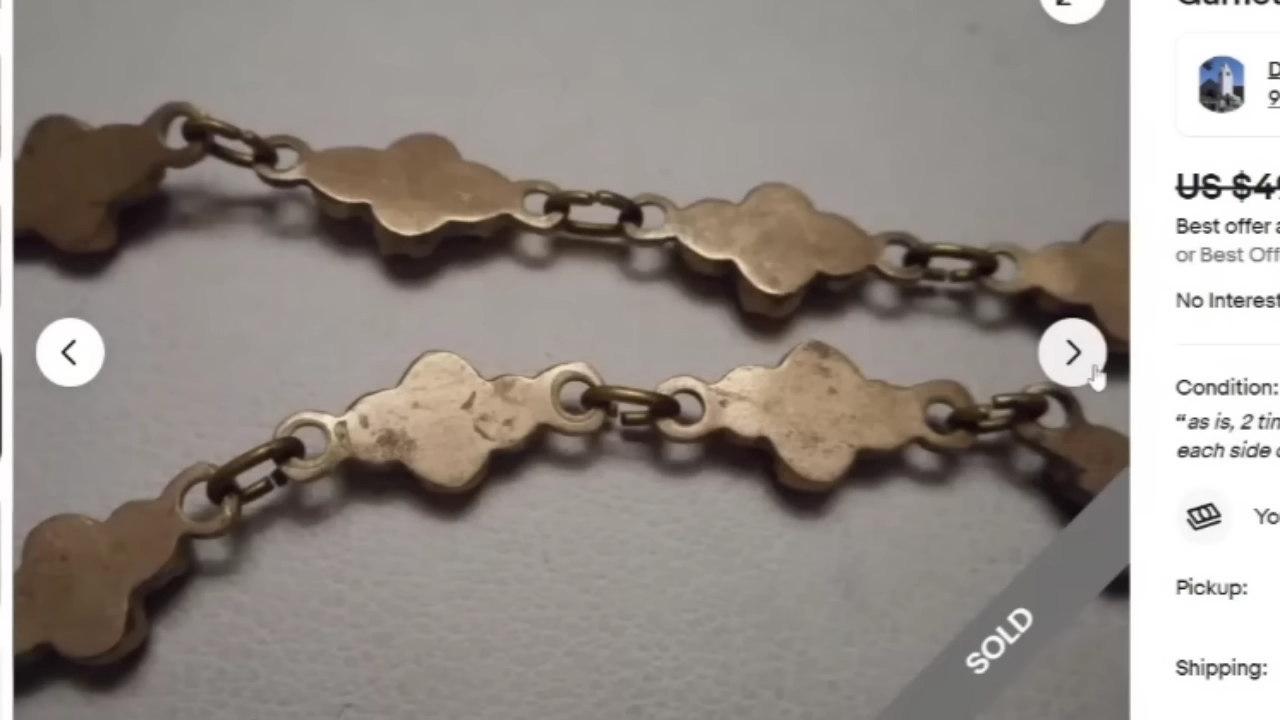 US $4
Best offer a
or Best Off
No Interest
Condition:
“as is, 2 tin
each side
Yo
Pickup:
SOLD
Shipping: